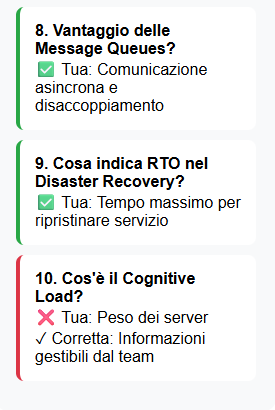 8. Vantaggio delle
Message Queues?
✅ Tua: Comunicazione
asincrona e
disaccoppiamento
9. Cosa indica RTO nel
Disaster Recovery?
✅ Tua: Tempo massimo per
ripristinare servizio
10. Cos'è il Cognitive
Load?
❌ Tua: Peso dei server
✓ Corretta: Informazioni
gestibili dal team